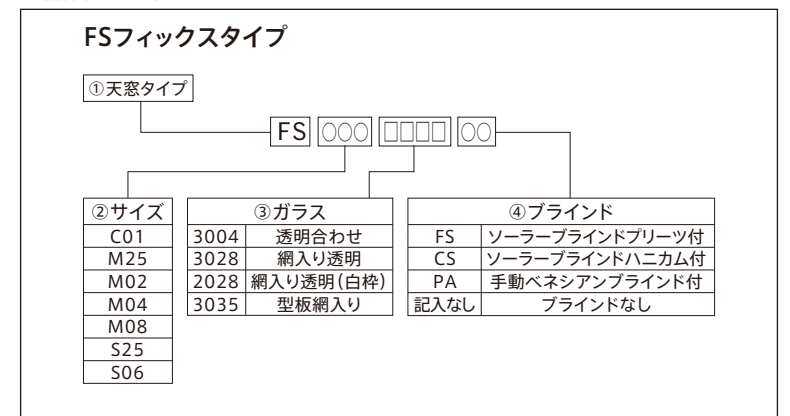 FSフィックスタイプ
①天窓タイプ
FS ○○○ □□□□ ○○
②サイズ
C01
M25
M02
M04
M08
S25
S06
③ガラス
3004 透明合わせ
3028 網入り透明
2028 網入り透明(白枠)
3035 型板網入り
④ブラインド
FS ソーラーブラインドプリーツ付
CS ソーラーブラインドハニカム付
PA 手動ベネシアンブラインド付
記入なし ブラインドなし